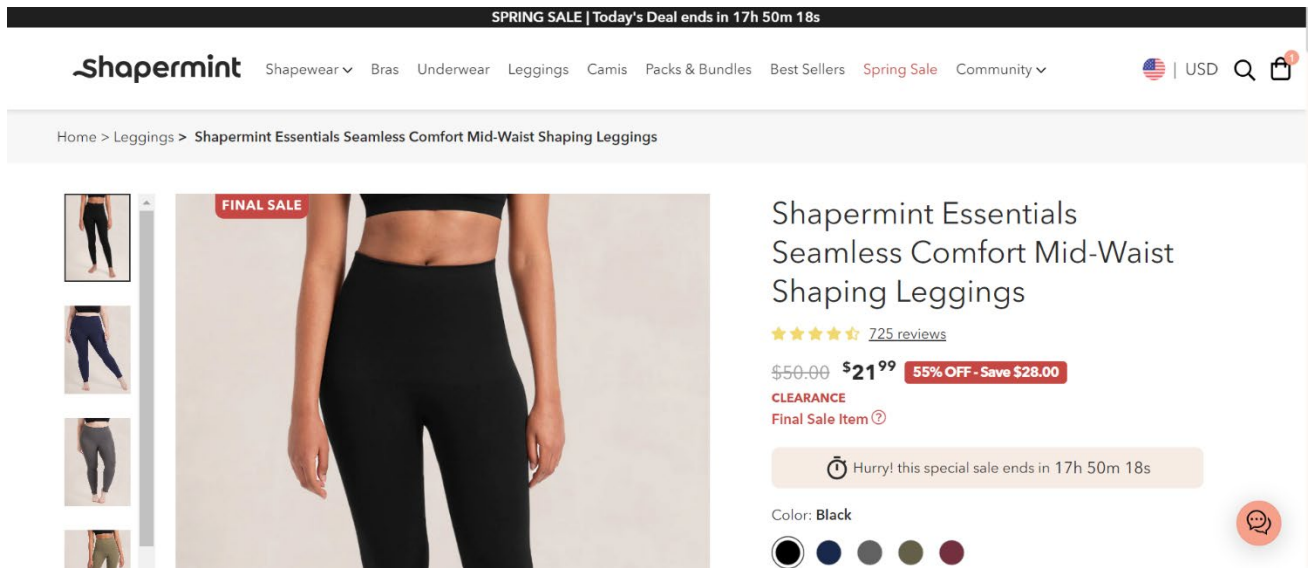 SPRING SALE | Today's Deal ends in 17h 50m 18s
shapermint Shapewear Bras Underwear Leggings Camis Packs & Bundles Best Sellers Spring Sale Community | USD 1
Home > Leggings > Shapermint Essentials Seamless Comfort Mid-Waist Shaping Leggings
FINAL SALE
Shapermint Essentials
Seamless Comfort Mid-Waist
Shaping Leggings
725 reviews
$50.00 $21⁹⁹ 55% OFF - Save $28.00
CLEARANCE
Final Sale Item ?
Hurry! this special sale ends in 17h 50m 18s
Color: Black